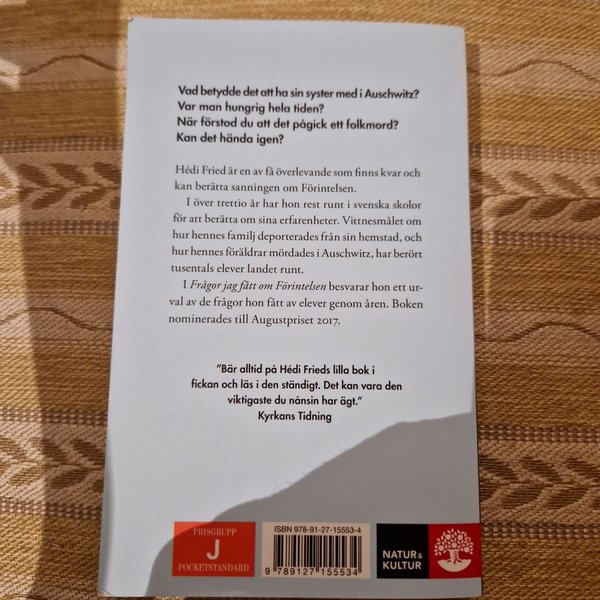 Vad betydde det att ha sin syster med i Auschwitz?
Var man hungrig hela tiden?
När förstod du att det pågick ett folkmord?
Kan det hända igen?
Hédi Fried är en av få överlevande som finns kvar och
kan berätta sanningen om Förintelsen.
I över trettio år har hon rest runt i svenska skolor
för att berätta om sina erfarenheter. Vittnesmålet om
hur hennes familj deporterades från sin hemstad, och
hur hennes föräldrar mördades i Auschwitz, har berört
tusentals elever landet runt.
I Frågor jag fått om Förintelsen besvarar hon ett ur-
val av de frågor hon fått av elever genom åren. Boken
nominerades till Augustpriset 2017.
”Bär alltid på Hédi Frieds lilla bok i
fickan och läs i den ständigt. Det kan vara den
viktigaste du nånsin har ägt.”
Kyrkans Tidning
PRISGRUPP
J
POCKETSTANDARD
ISBN 978-91-27-15553-4
9 789127 155534
NATUR &
KULTUR